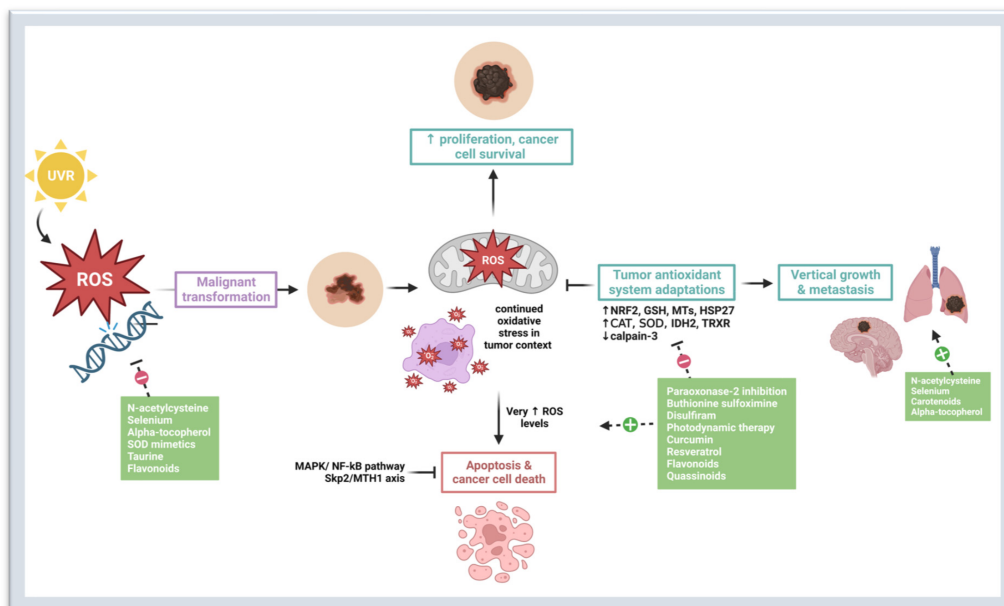 ↑ proliferation, cancer
cell survival
UVR
ROS
Malignant
transformation
ROS
continued
oxidative
stress in
tumor context
O₂
Tumor antioxidant
system adaptations
↑NRF2, GSH, MTs, HSP27
↑CAT, SOD, IDH2, TRXR
↓calpain-3
Vertical growth
& metastasis
N-acetylcysteine
Selenium
Alpha-tocopherol
SOD mimetics
Taurine
Flavonoids
Very ↑ ROS
levels
MAPK/ NF-kB pathway
Skp2/MTH1 axis
Apoptosis &
cancer cell death
Paraoxonase-2 inhibition
Buthionine sulfoximine
Disulfiram
Photodynamic therapy
Curcumin
Resveratrol
Flavonoids
Quassinoids
N-acetylcysteine
Selenium
Carotenoids
Alpha-tocopherol